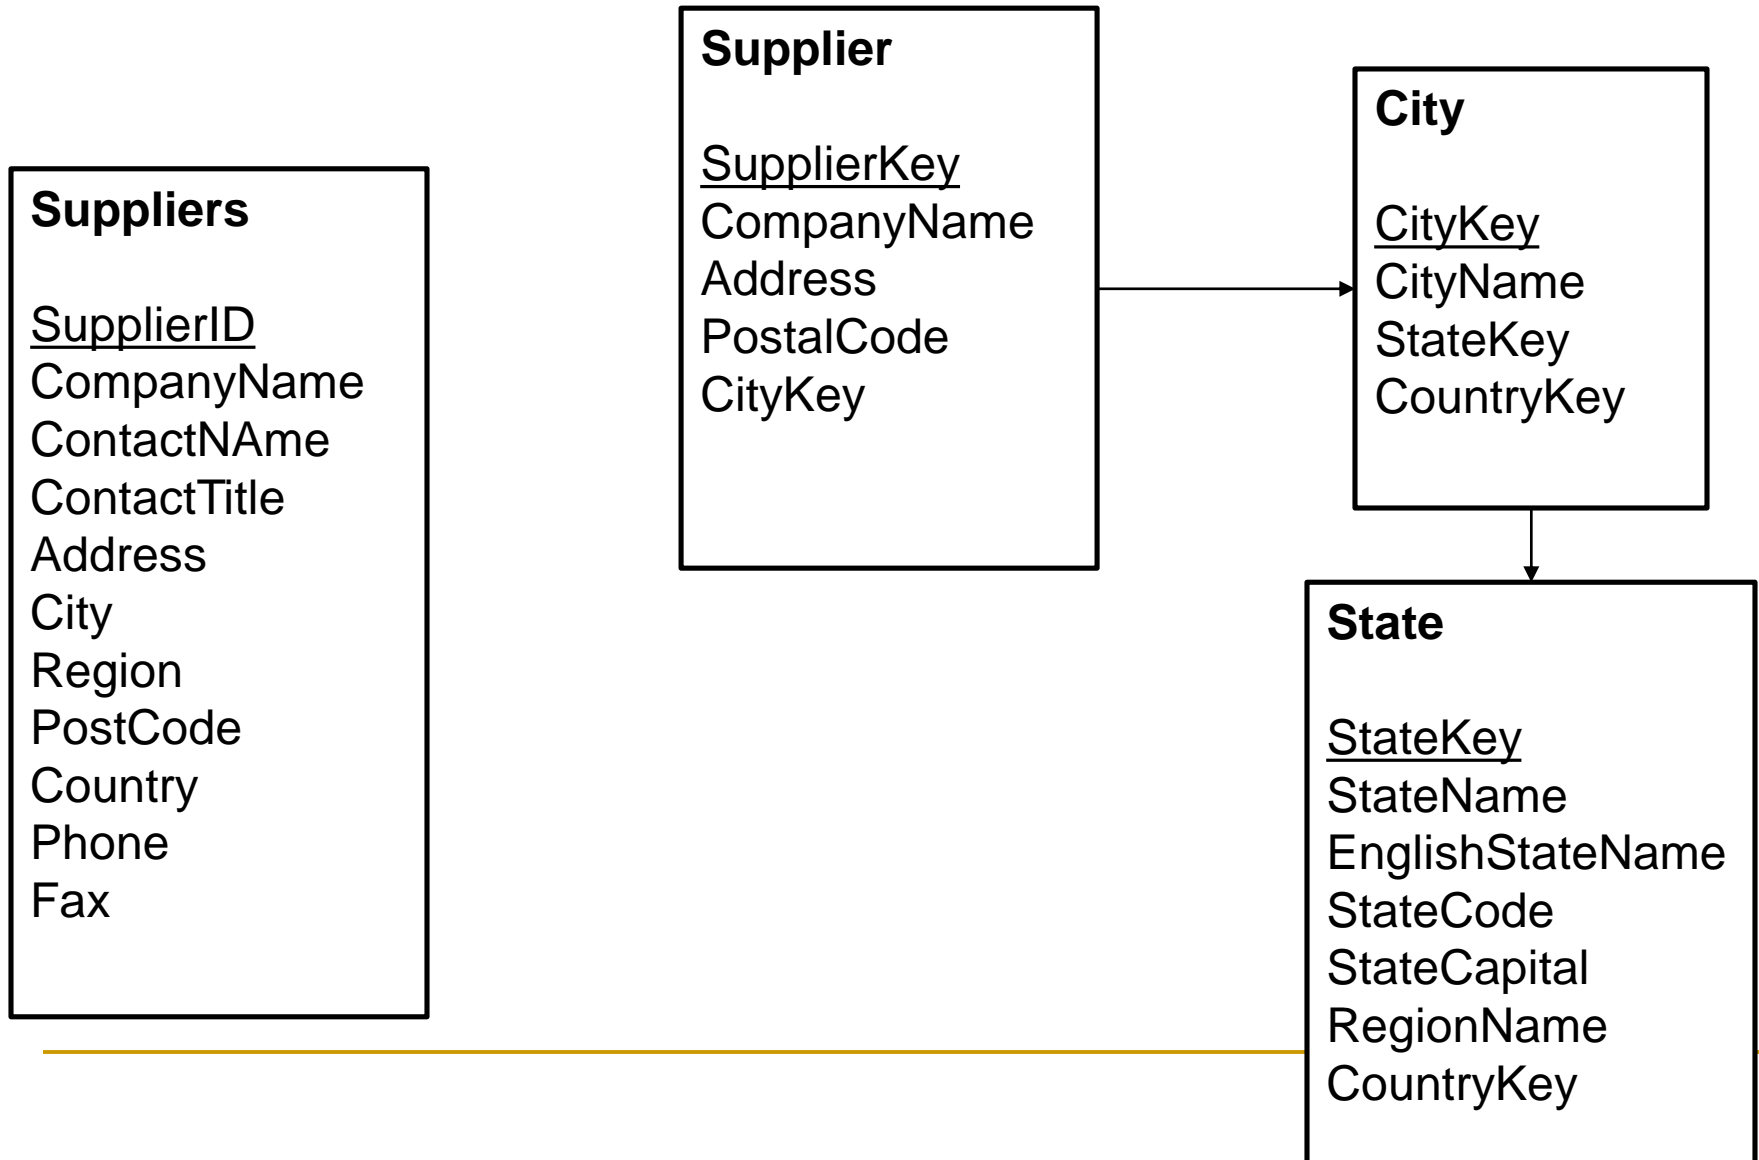 Suppliers
SupplierID
CompanyName
ContactNAme
ContactTitle
Address
City
Region
PostCode
Country
Phone
Fax
Supplier
SupplierKey
CompanyName
Address
PostalCode
CityKey
City
CityKey
CityName
StateKey
CountryKey
State
StateKey
StateName
EnglishStateName
StateCode
StateCapital
RegionName
CountryKey